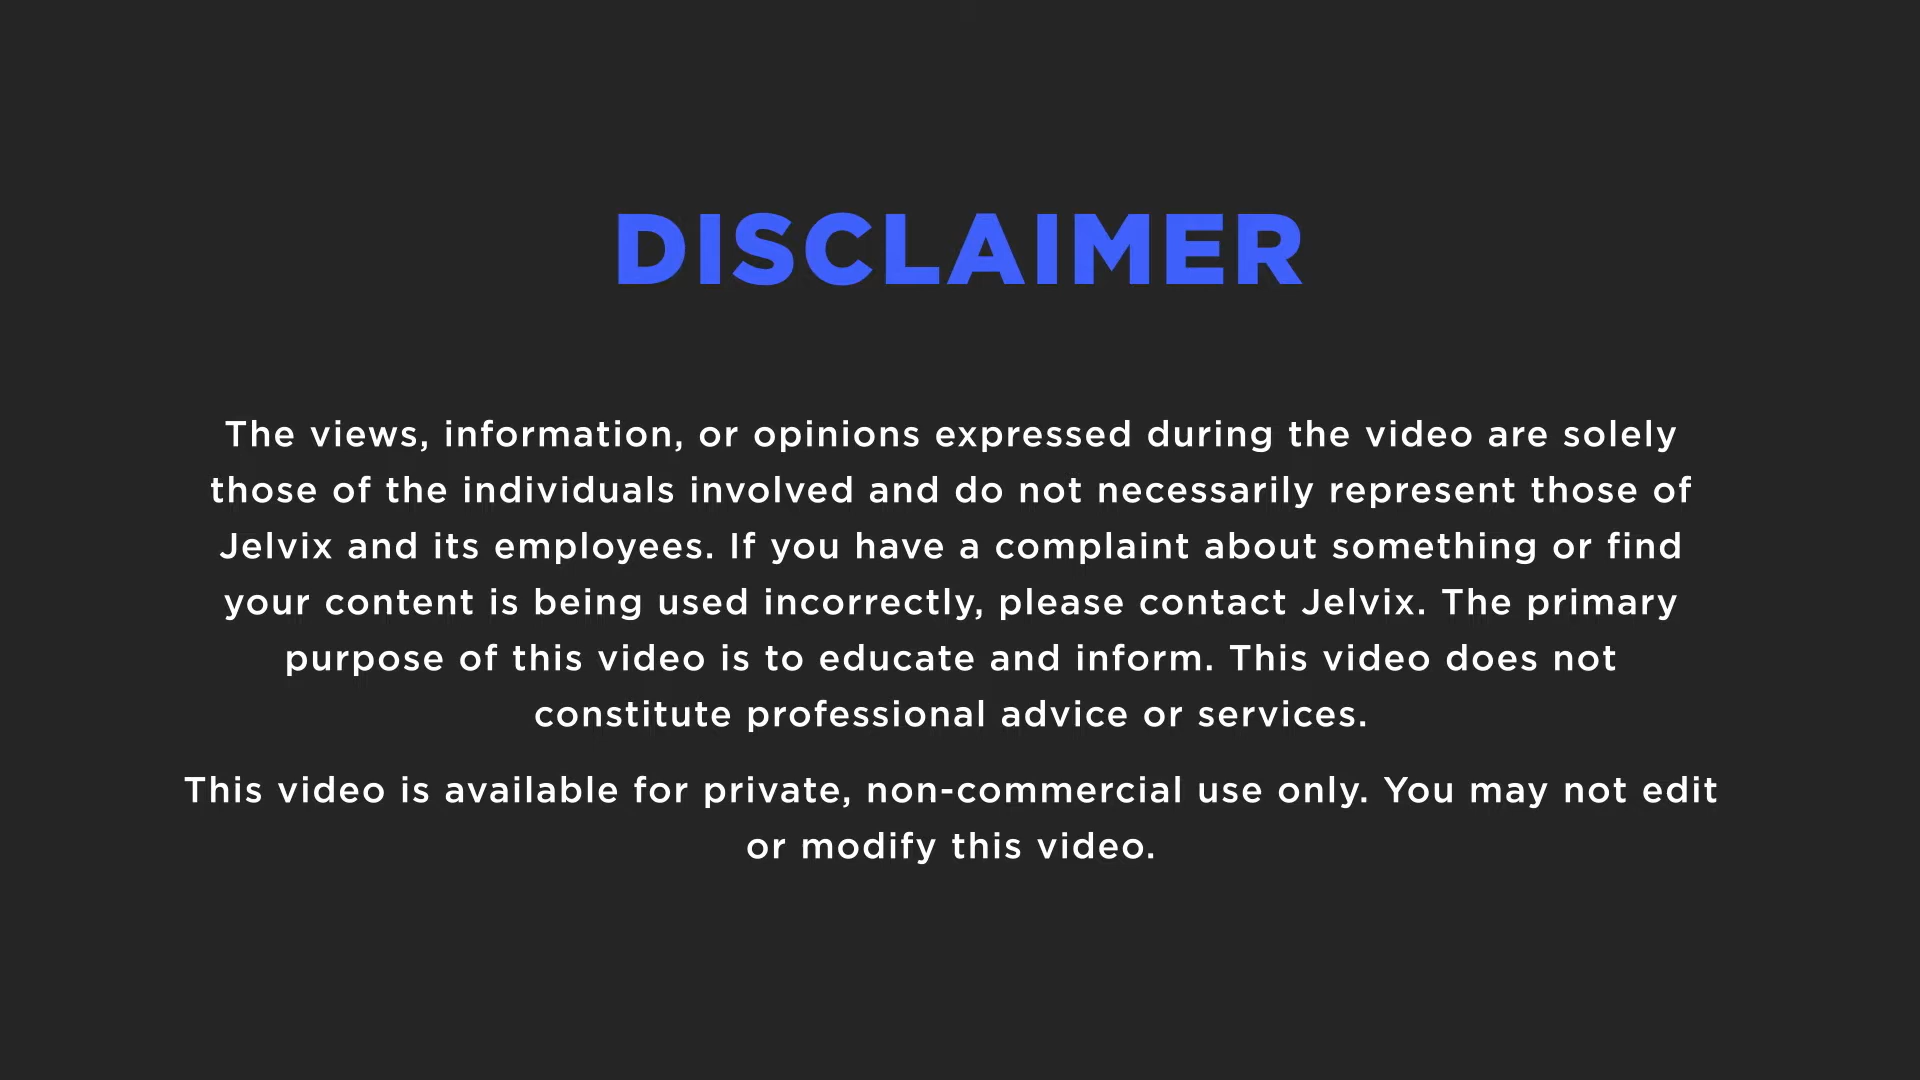 DISCLAIMER
The views, information, or opinions expressed during the video are solely
those of the individuals involved and do not necessarily represent those of
Jelvix and its employees. If you have a complaint about something or find
your content is being used incorrectly, please contact Jelvix. The primary
purpose of this video is to educate and inform. This video does not
constitute professional advice or services.
This video is available for private, non-commercial use only. You may not edit
or modify this video.